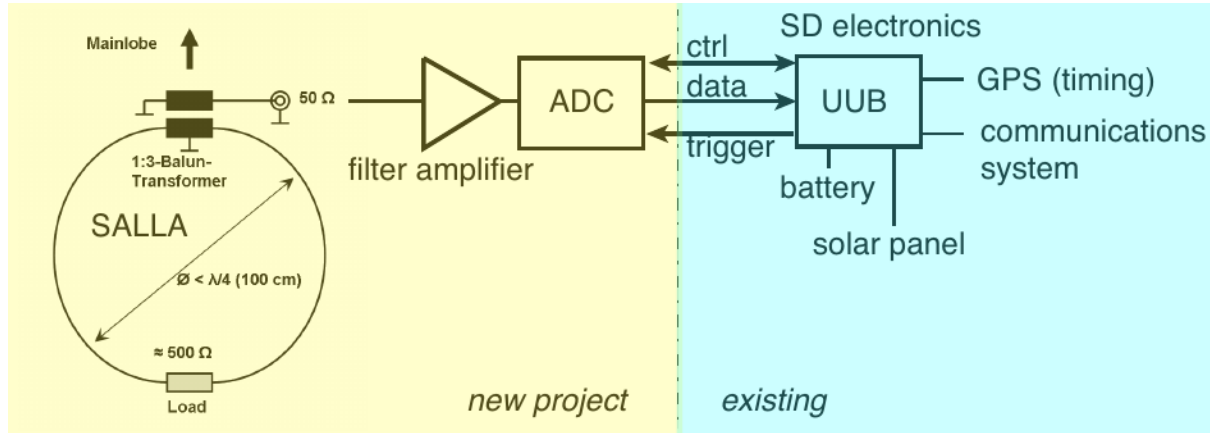 Mainlobe
50 Ω
1:3-Balun-
Transformer
SALLA
Ø < λ/4 (100 cm)
≈ 500 Ω
Load
filter amplifier
ADC
new project
ctrl
data
trigger
SD electronics
UUB
GPS (timing)
communications
system
battery
solar panel
existing